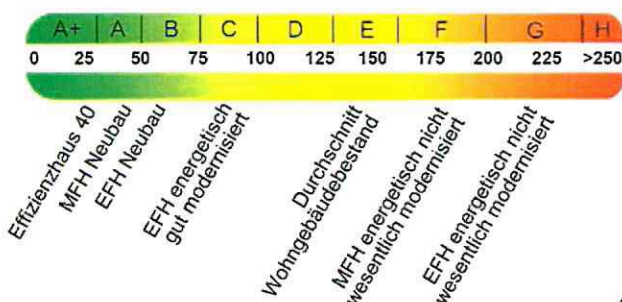 A+ A B C D E F G H
0 25 50 75 100 125 150 175 200 225 >250
Effizienzhaus 40
MFH Neubau
EFH Neubau
EFH energetisch
gut modernisiert
Durchschnitt
Wohngebäudebestand
MFH energetisch nicht
wesentlich modernisiert
EFH energetisch nicht
wesentlich modernisiert